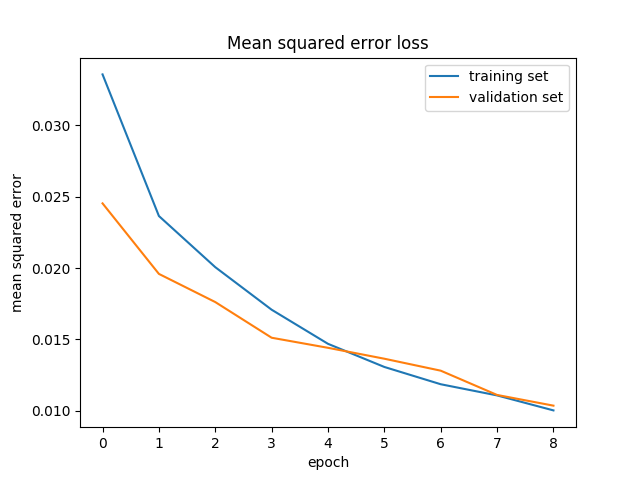 Mean squared error loss
training set
validation set
mean squared error
0.030
0.025
0.020
0.015
0.010
0 1 2 3 4 5 6 7 8
epoch